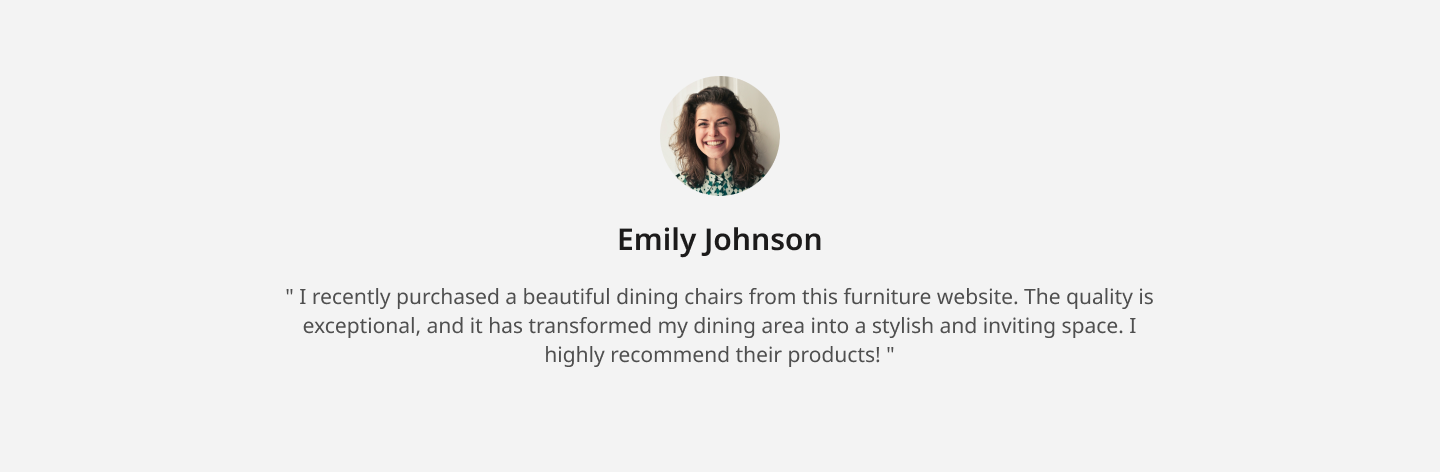 Emily Johnson
" I recently purchased a beautiful dining chairs from this furniture website. The quality is
exceptional, and it has transformed my dining area into a stylish and inviting space. I
highly recommend their products! "